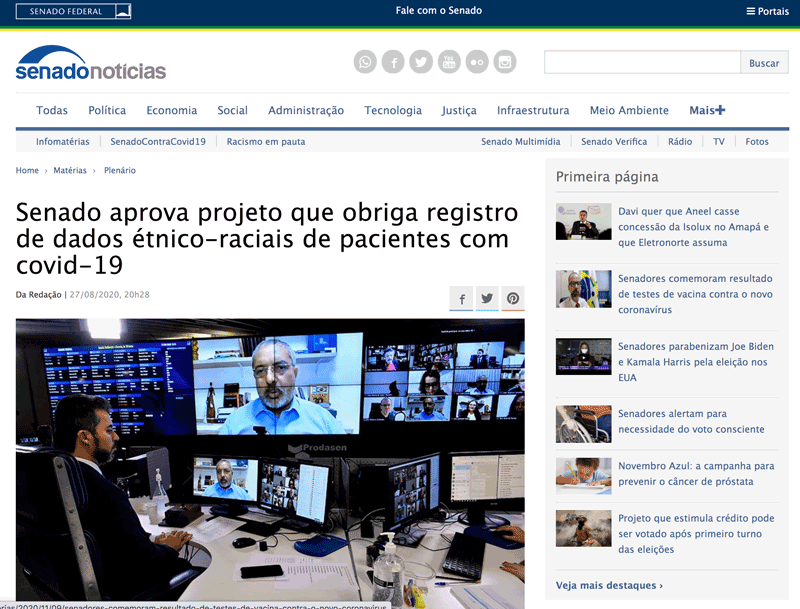 SENADO FEDERAL
Fale com o Senado
Portais
senadonotícias
You
Tube
Buscar
Todas Política Economia Social Administração Tecnologia Justiça Infraestrutura Meio Ambiente Mais+
Infomatérias SenadoContraCovid19 Racismo em pauta Senado Multimídia Senado Verifica Rádio TV Fotos
Home › Matérias › Plenário
Senado aprova projeto que obriga registro
de dados étnico-raciais de pacientes com
covid-19
Da Redação | 27/08/2020, 20h28
Prodasen
Primeira página
Davi quer que Aneel casse
concessão da Isolux no Amapá e
que Eletronorte assuma
Senadores comemoram resultado
de testes de vacina contra o novo
coronavírus
Senadores parabenizam Joe Biden
e Kamala Harris pela eleição nos
EUA
Senadores alertam para
necessidade do voto consciente
Novembro Azul: a campanha para
prevenir o câncer de próstata
Projeto que estimula crédito pode
ser votado após primeiro turno
das eleições
Veja mais destaques ›
rias/2020/11/09/senadores-comemoram-resultado-de-testes-de-vacina-contra-o-novo-coronavirus